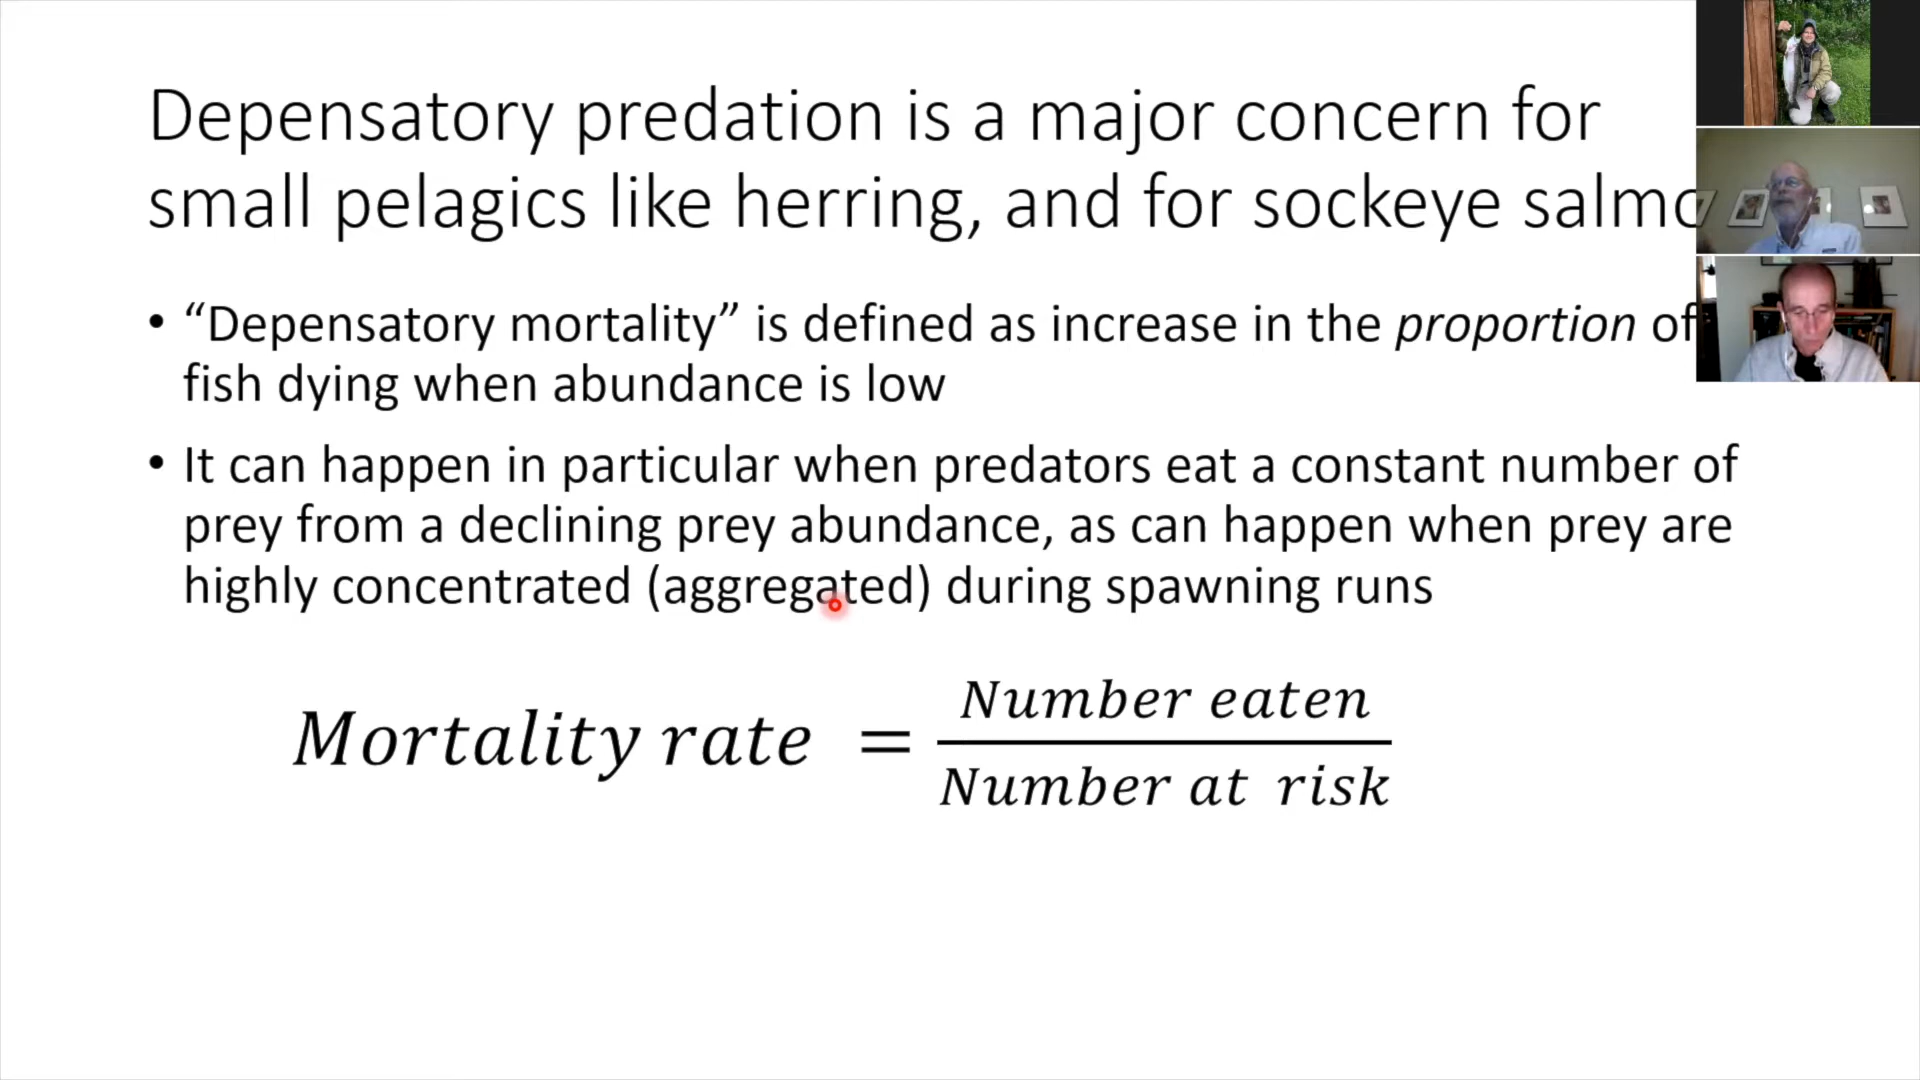 Depensatory predation is a major concern for
small pelagics like herring, and for sockeye salmo
• “Depensatory mortality” is defined as increase in the proportion of
fish dying when abundance is low
• It can happen in particular when predators eat a constant number of
prey from a declining prey abundance, as can happen when prey are
highly concentrated (aggregated) during spawning runs
Mortality rate = Number eaten / Number at risk